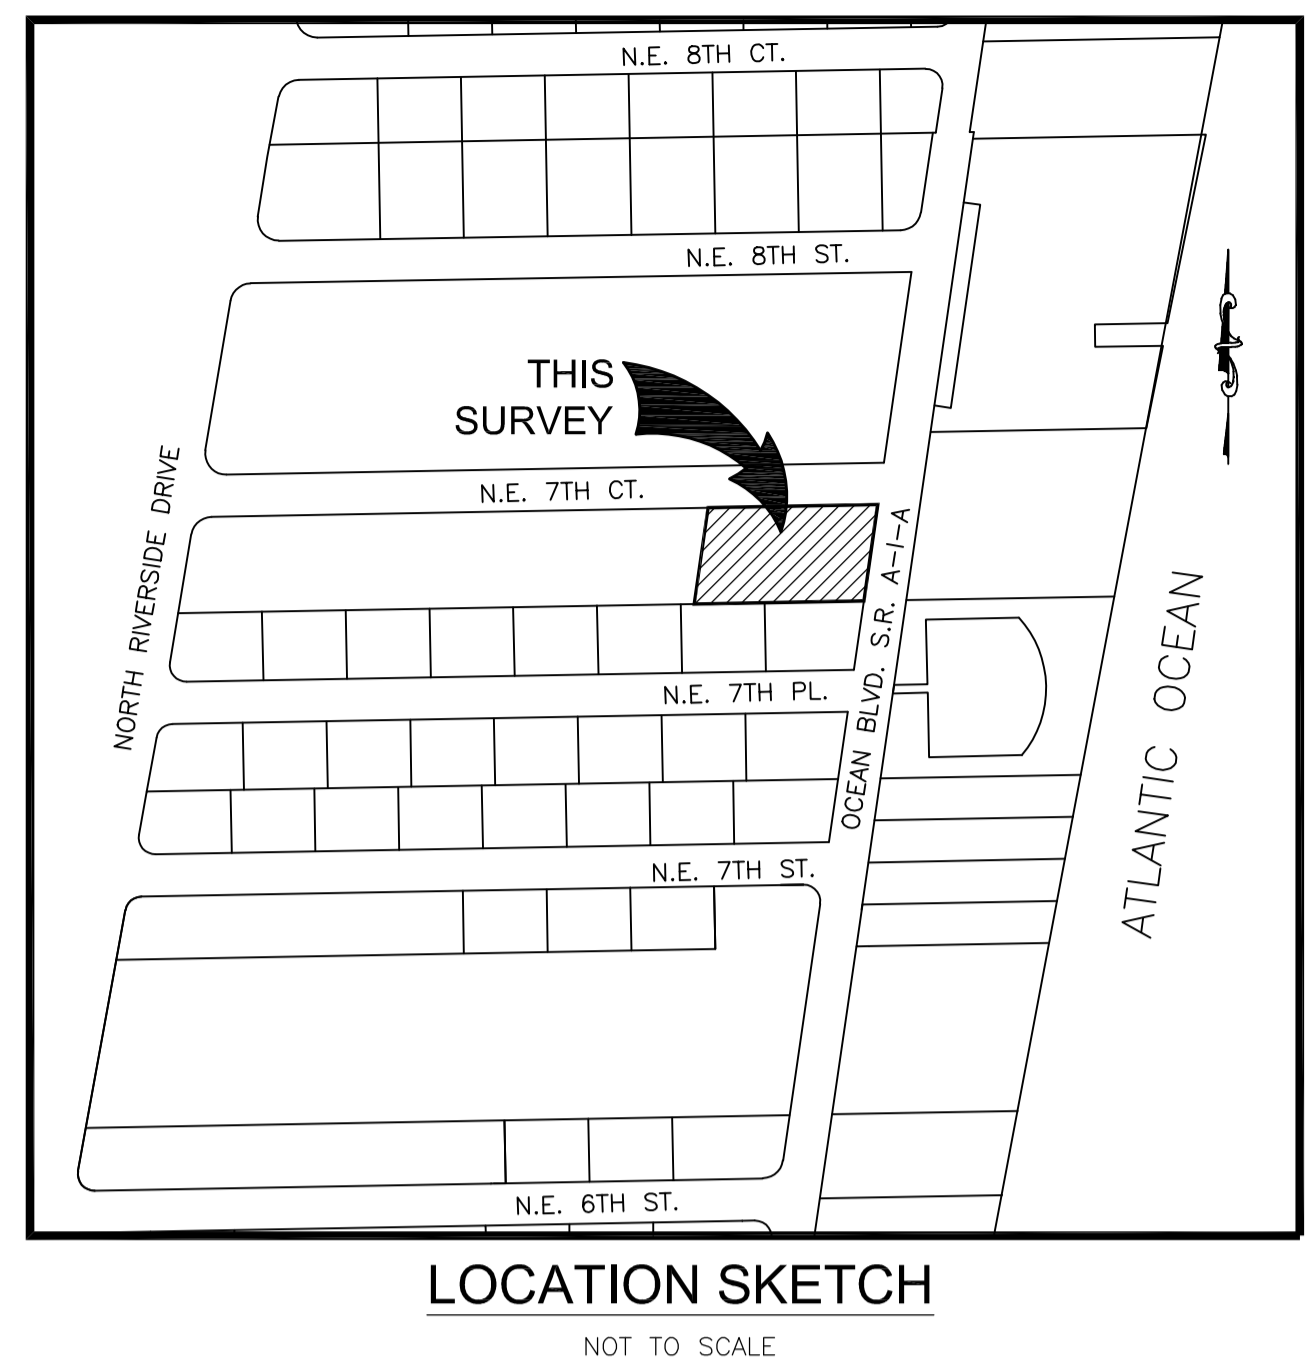 N.E. 8TH CT.
N.E. 8TH ST.
THIS
SURVEY
N.E. 7TH CT.
NORTH RIVERSIDE DRIVE
OCEAN BLVD. S.R. A-1-A
ATLANTIC OCEAN
N.E. 7TH PL.
N.E. 7TH ST.
N.E. 6TH ST.
LOCATION SKETCH
NOT TO SCALE